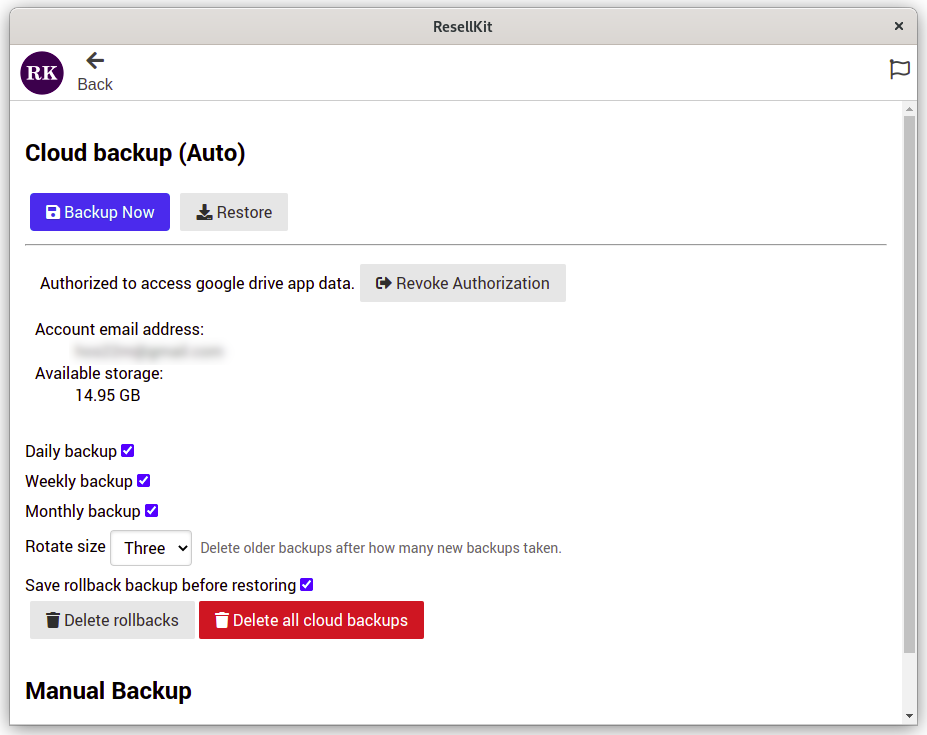 ResellKit
RK
Back
Cloud backup (Auto)
Backup Now
Restore
Authorized to access google drive app data.
Revoke Authorization
Account email address:
Available storage:
14.95 GB
Daily backup
Weekly backup
Monthly backup
Rotate size
Three
Delete older backups after how many new backups taken.
Save rollback backup before restoring
Delete rollbacks
Delete all cloud backups
Manual Backup